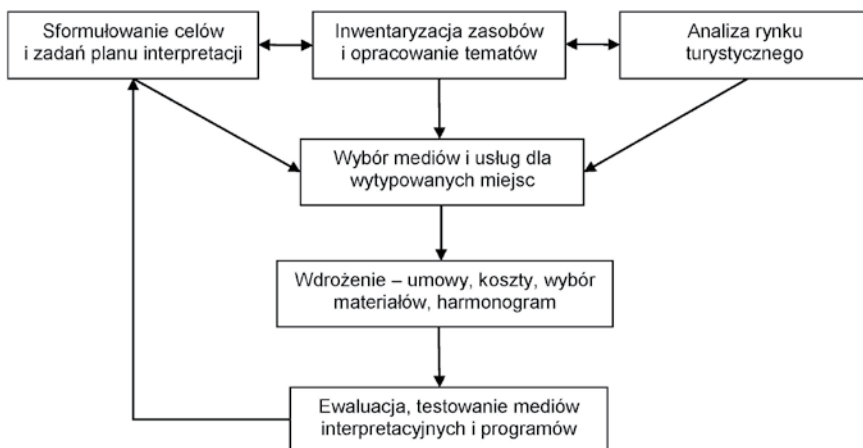 Sformułowanie celów
i zadań planu interpretacji
Inwentaryzacja zasobów
i opracowanie tematów
Analiza rynku
turystycznego
Wybór mediów i usług dla
wytypowanych miejsc
Wdrożenie – umowy, koszty, wybór
materiałów, harmonogram
Ewaluacja, testowanie mediów
interpretacyjnych i programów